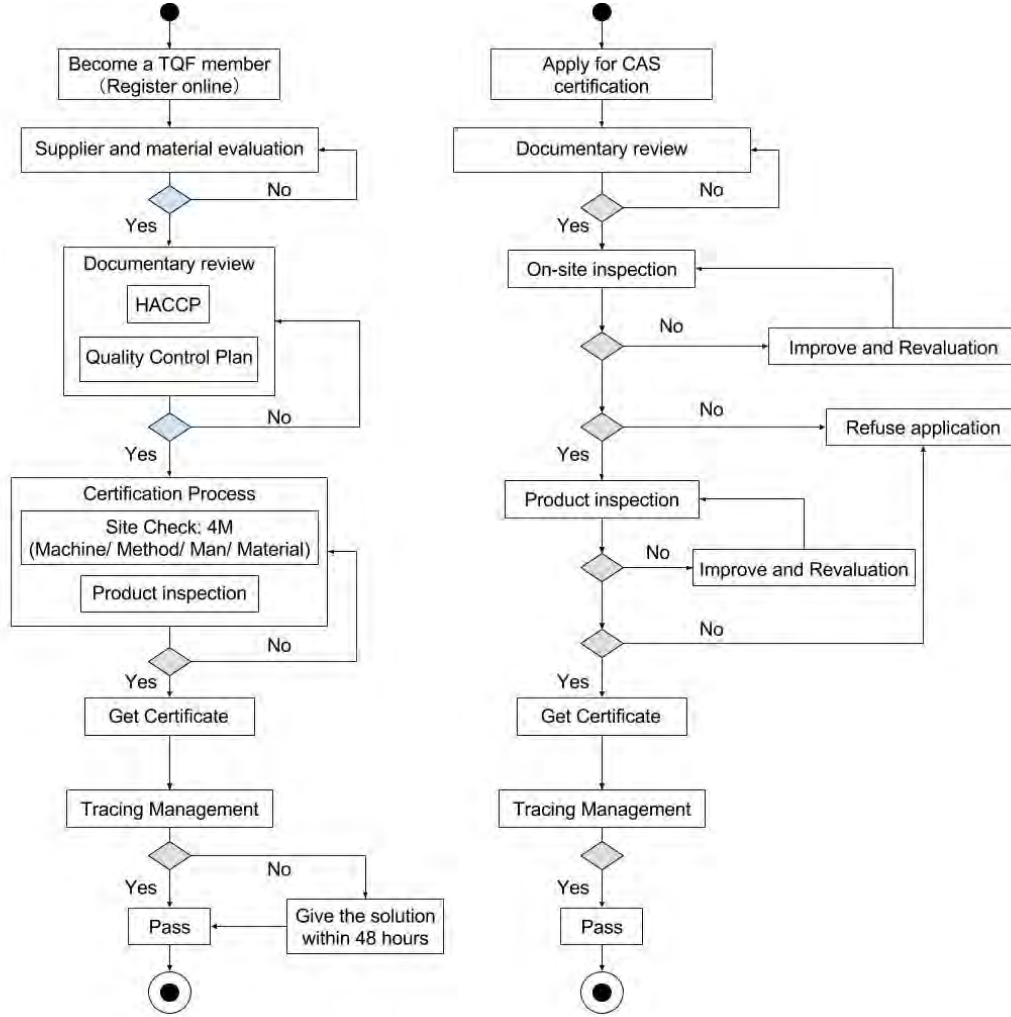 Become a TQF member
(Register online)
Supplier and material evaluation
No
Yes
Documentary review
HACCP
Quality Control Plan
No
Yes
Certification Process
Site Check: 4M
(Machine/ Method/ Man/ Material)
Product inspection
No
Yes
Get Certificate
Tracing Management
No
Yes
Pass
Give the solution
within 48 hours
Apply for CAS
certification
Documentary review
No
Yes
On-site inspection
No
Improve and Revaluation
No
Refuse application
Yes
Product inspection
No
Improve and Revaluation
No
Yes
Get Certificate
Tracing Management
Yes
Pass